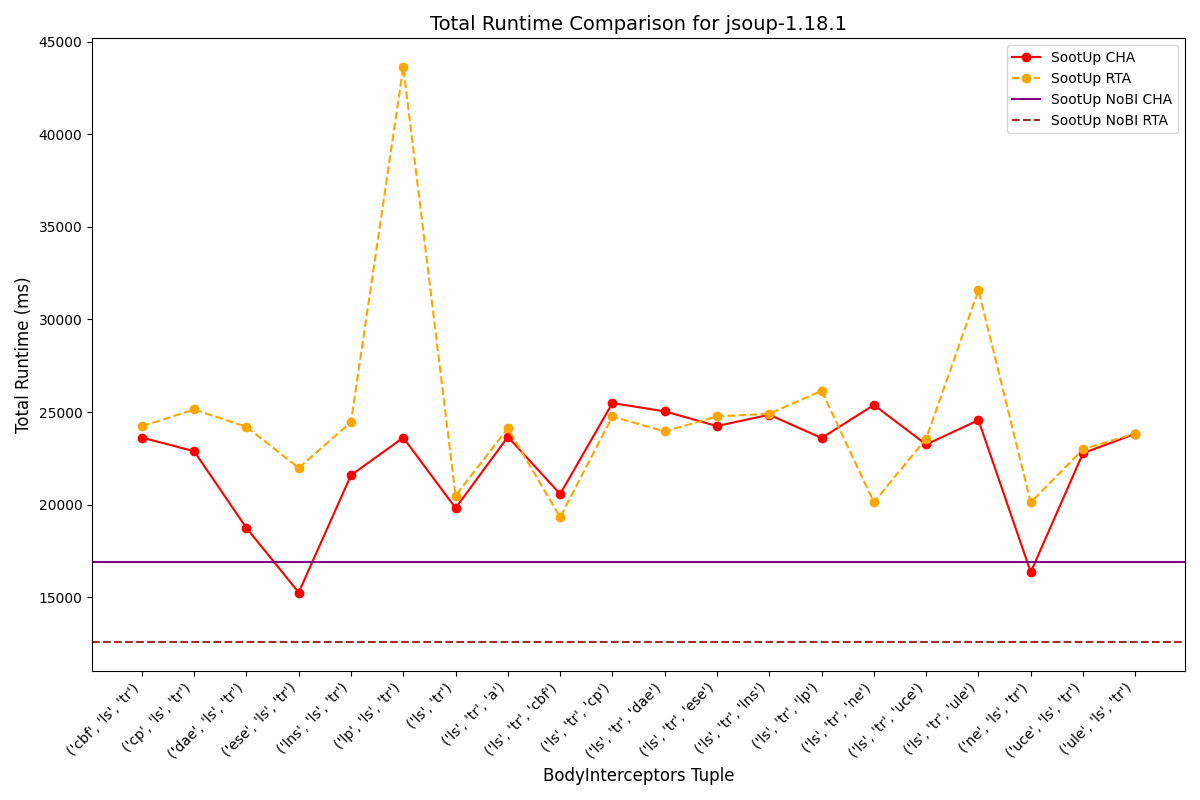 Total Runtime Comparison for jsoup-1.18.1
SootUp CHA
SootUp RTA
SootUp NoBI CHA
SootUp NoBI RTA
Total Runtime (ms)
45000
40000
35000
30000
25000
20000
15000
('cbf', 'ls', 'tr')
('cp', 'ls', 'tr')
('dae', 'ls', 'tr')
('ese', 'ls', 'tr')
('lns', 'ls', 'tr')
('lp', 'ls', 'tr')
('ls', 'tr')
('ls', 'tr', 'a')
('ls', 'tr', 'cbf')
('ls', 'tr', 'cp')
('ls', 'tr', 'dae')
('ls', 'tr', 'ese')
('ls', 'tr', 'lns')
('ls', 'tr', 'lp')
('ls', 'tr', 'ne')
('ls', 'tr', 'uce')
('ls', 'tr', 'ule')
('ne', 'ls', 'tr')
('uce', 'ls', 'tr')
('ule', 'ls', 'tr')
BodyInterceptors Tuple